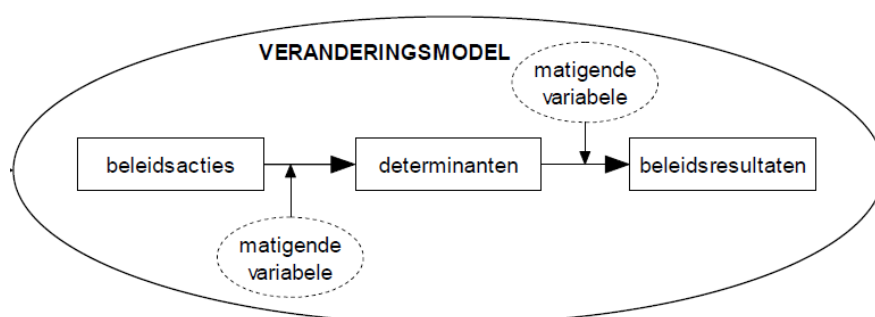 VERANDERINGSMODEL
matigende
variabele
beleidsacties
determinanten
beleidsresultaten
matigende
variabele